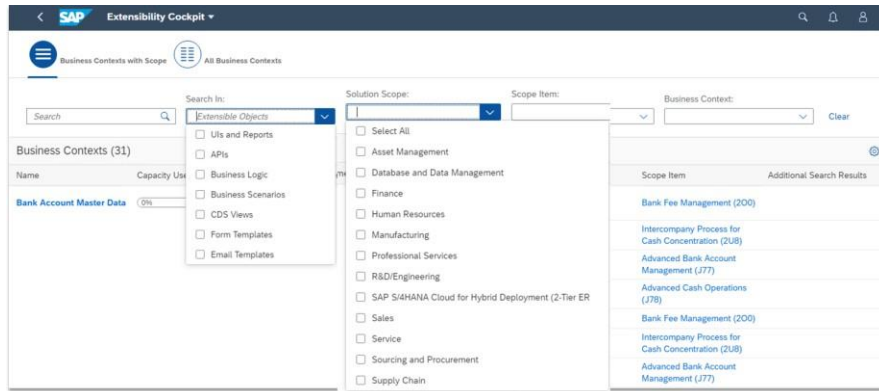 SAP Extensibility Cockpit
Business Contexts with Scope All Business Contexts
Search In: Solution Scope: Scope Item: Business Context:
Search Extensible Objects Clear
UIs and Reports
APIs
Business Logic
Business Scenarios
CDS Views
Form Templates
Email Templates
Select All
Asset Management
Database and Data Management
Finance
Human Resources
Manufacturing
Professional Services
R&D/Engineering
SAP S/4HANA Cloud for Hybrid Deployment (2-Tier ER
Sales
Service
Sourcing and Procurement
Supply Chain
Business Contexts (31)
Name Capacity Use Scope Item Additional Search Results
Bank Account Master Data 0% Bank Fee Management (2O0)
Intercompany Process for
Cash Concentration (2U8)
Advanced Bank Account
Management (J77)
Advanced Cash Operations
(J78)
Bank Fee Management (2O0)
Intercompany Process for
Cash Concentration (2U8)
Advanced Bank Account
Management (J77)